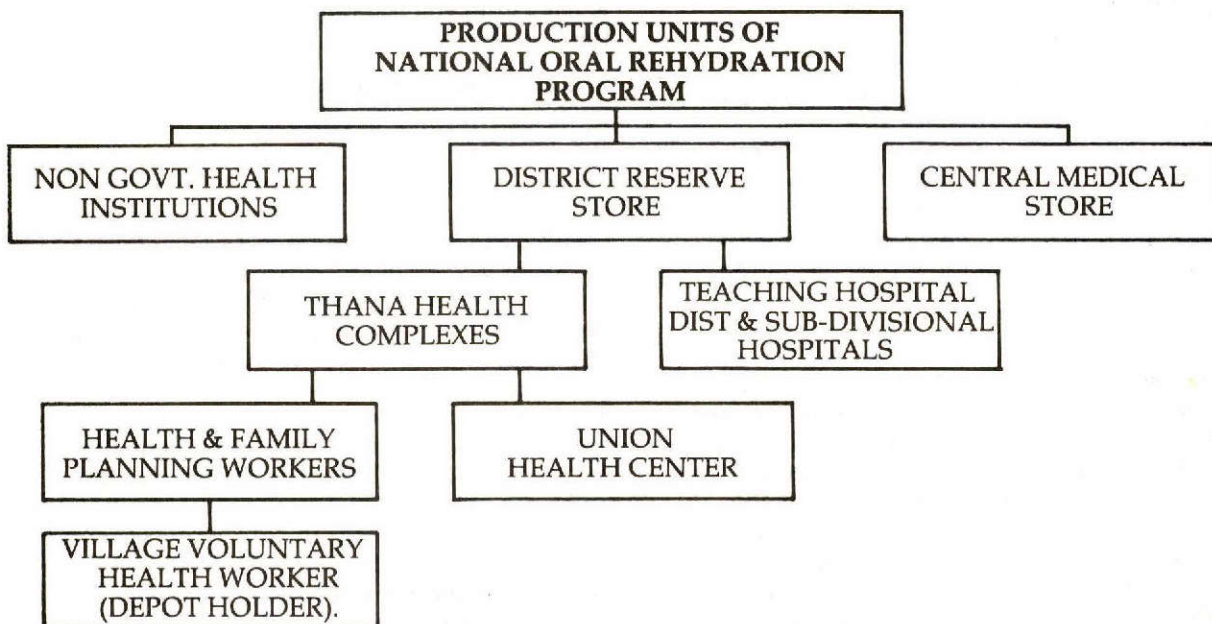 PRODUCTION UNITS OF
NATIONAL ORAL REHYDRATION
PROGRAM
NON GOVT. HEALTH
INSTITUTIONS
DISTRICT RESERVE
STORE
CENTRAL MEDICAL
STORE
THANA HEALTH
COMPLEXES
TEACHING HOSPITAL
DIST & SUB-DIVISIONAL
HOSPITALS
HEALTH & FAMILY
PLANNING WORKERS
UNION
HEALTH CENTER
VILLAGE VOLUNTARY
HEALTH WORKER
(DEPOT HOLDER).